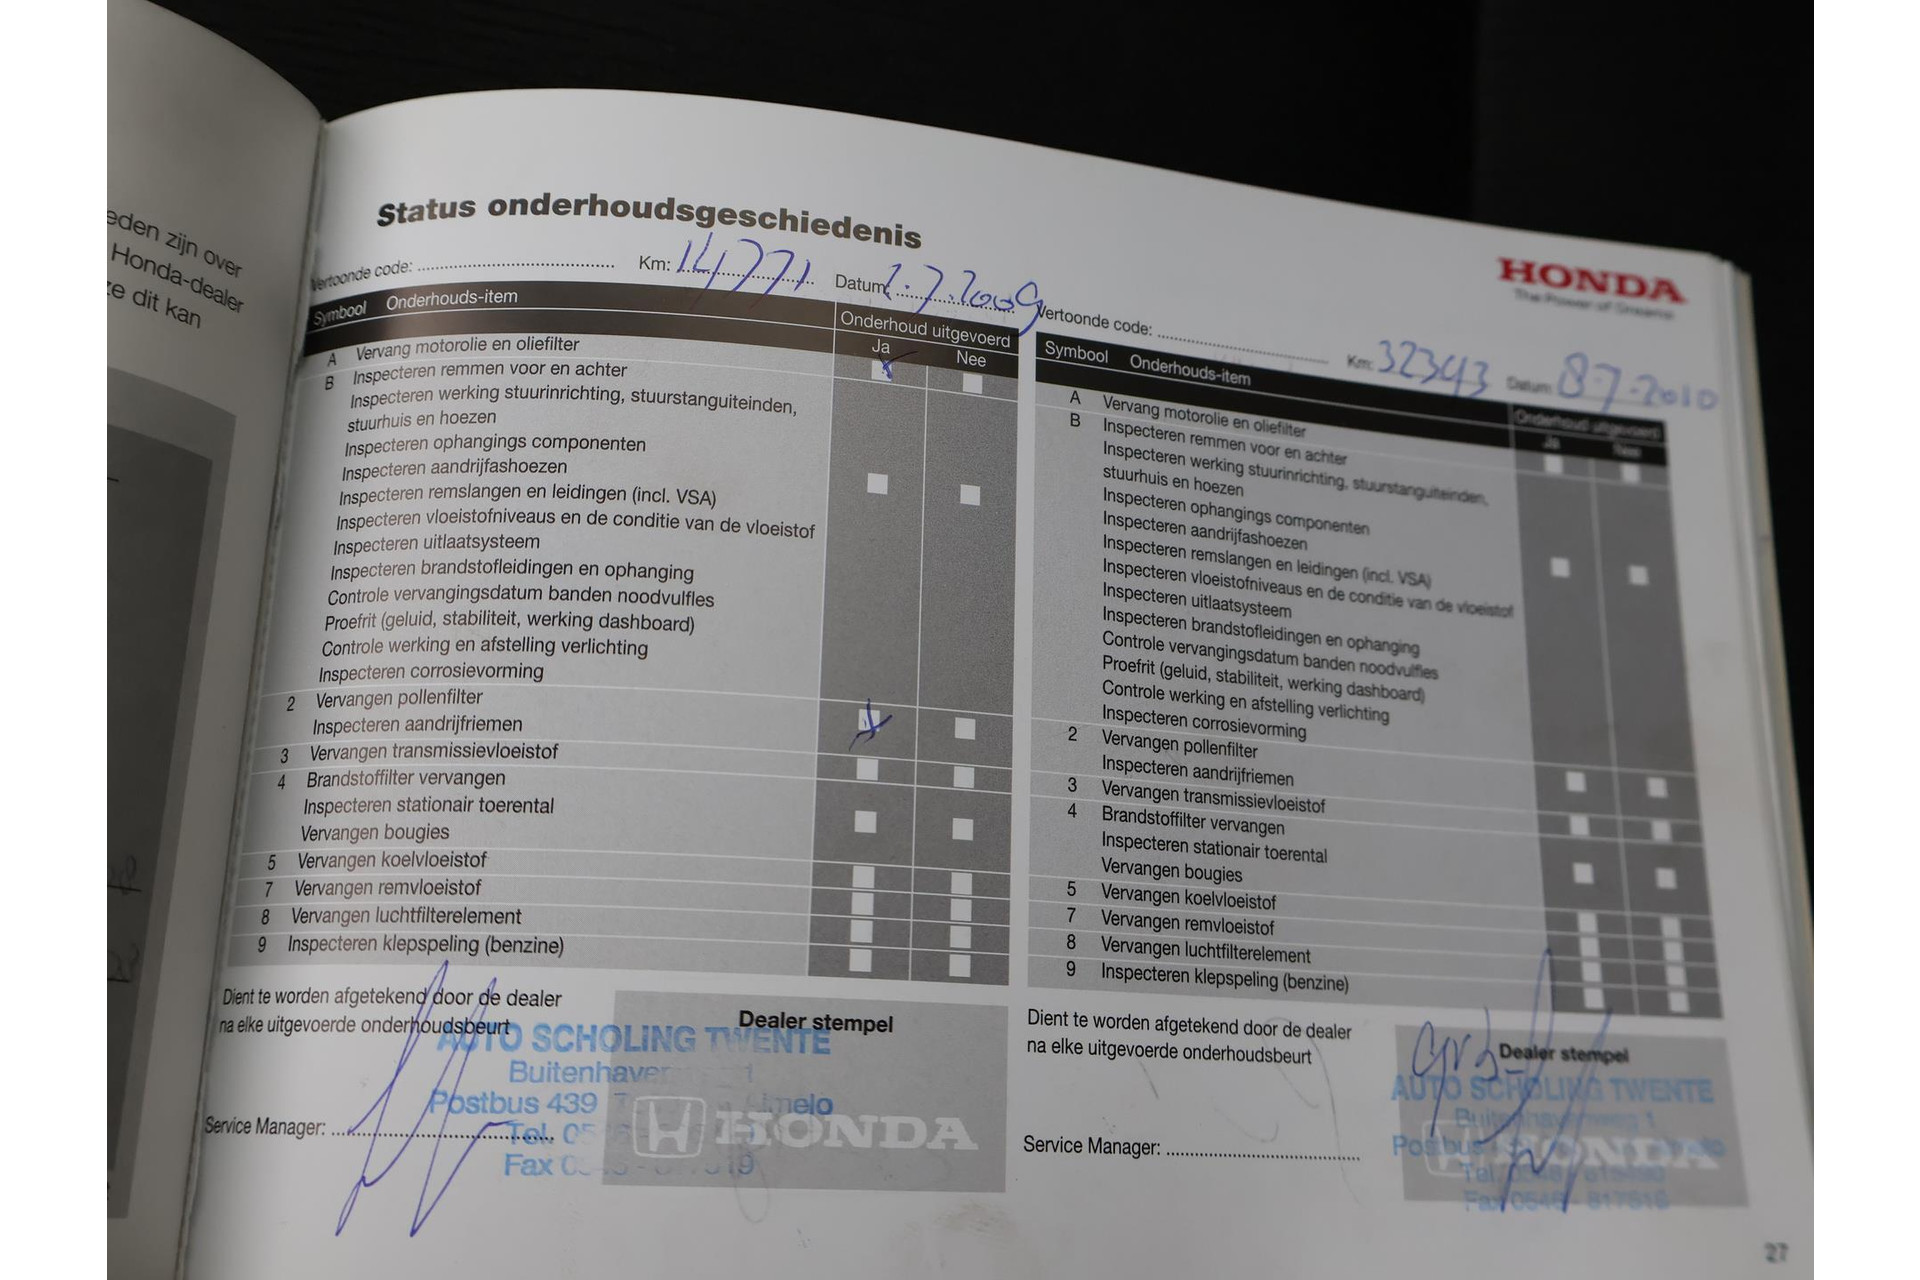 eden zijn over
Honda-dealer
e dit kan
Status onderhoudsgeschiedenis
HONDA
The Power of Dreams
Vertoonde code: Km: 14771 Datum: 1.7.2009
Symbool Onderhouds-item Onderhoud uitgevoerd
Ja Nee
A Vervang motorolie en oliefilter
B Inspecteren remmen voor en achter
Inspecteren werking stuurinrichting, stuurstanguiteinden,
stuurhuis en hoezen
Inspecteren ophangings componenten
Inspecteren aandrijfashoezen
Inspecteren remslangen en leidingen (incl. VSA)
Inspecteren vloeistofniveaus en de conditie van de vloeistof
Inspecteren uitlaatsysteem
Inspecteren brandstofleidingen en ophanging
Controle vervangingsdatum banden noodvulfles
Proefrit (geluid, stabiliteit, werking dashboard)
Controle werking en afstelling verlichting
Inspecteren corrosievorming
2 Vervangen pollenfilter
Inspecteren aandrijfriemen
3 Vervangen transmissievloeistof
4 Brandstoffilter vervangen
Inspecteren stationair toerental
Vervangen bougies
5 Vervangen koelvloeistof
7 Vervangen remvloeistof
8 Vervangen luchtfilterelement
9 Inspecteren klepspeling (benzine)
Dient te worden afgetekend door de dealer
na elke uitgevoerde onderhoudsbeurt
Dealer stempel
AUTO SCHOLING TWENTE
Postbus 439
Service Manager:
HONDA
Vertoonde code: Km: 32343 Datum: 8-7-2010
Symbool Onderhouds-item Onderhoud uitgevoerd
Ja Nee
A Vervang motorolie en oliefilter
B Inspecteren remmen voor en achter
Inspecteren werking stuurinrichting, stuurstanguiteinden,
stuurhuis en hoezen
Inspecteren ophangings componenten
Inspecteren aandrijfashoezen
Inspecteren remslangen en leidingen (incl. VSA)
Inspecteren vloeistofniveaus en de conditie van de vloeistof
Inspecteren uitlaatsysteem
Inspecteren brandstofleidingen en ophanging
Controle vervangingsdatum banden noodvulfles
Proefrit (geluid, stabiliteit, werking dashboard)
Controle werking en afstelling verlichting
Inspecteren corrosievorming
2 Vervangen pollenfilter
Inspecteren aandrijfriemen
3 Vervangen transmissievloeistof
4 Brandstoffilter vervangen
Inspecteren stationair toerental
Vervangen bougies
5 Vervangen koelvloeistof
7 Vervangen remvloeistof
8 Vervangen luchtfilterelement
9 Inspecteren klepspeling (benzine)
Dient te worden afgetekend door de dealer
na elke uitgevoerde onderhoudsbeurt
Dealer stempel
AUTO SCHOLING TWENTE
Service Manager:
HONDA
Fax 0546 - 817619
27